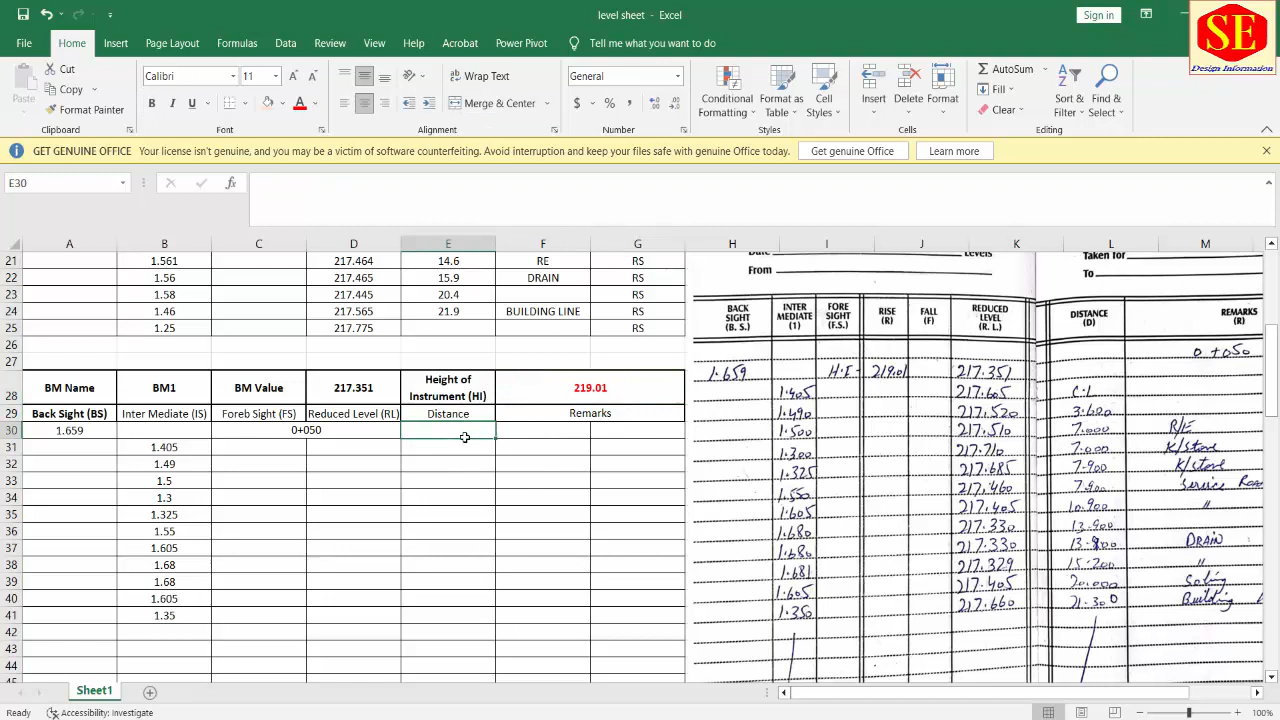 level sheet - Excel
Sign in
SE
Design Information
File Home Insert Page Layout Formulas Data Review View Help Acrobat Power Pivot Tell me what you want to do
Cut
Copy
Format Painter
Paste
Clipboard
Calibri 11
B I U
Font
Wrap Text
Merge & Center
Alignment
General
$ % ,
Number
Conditional Formatting
Format as Table
Cell Styles
Styles
Insert Delete Format
Cells
AutoSum
Fill
Clear
Sort & Filter
Find & Select
Editing
GET GENUINE OFFICE Your license isn't genuine, and you may be a victim of software counterfeiting. Avoid interruption and keep your files safe with genuine Office today. Get genuine Office Learn more
E30 fx
A B C D E F G H I J K L M
21 1.561 217.464 14.6 RE RS
22 1.56 217.465 15.9 DRAIN RS
23 1.58 217.445 20.4 RS
24 1.46 217.565 21.9 BUILDING LINE RS
25 1.25 217.775 RS
26
27
28 BM Name BM1 BM Value 217.351 Height of Instrument (HI) 219.01
Back Sight (BS) Inter Mediate (IS) Foreb Sight (FS) Reduced Level (RL) Distance Remarks
1.659 0+050
1.405
1.49
33 1.5
34 1.3
35 1.325
36 1.55
37 1.605
38 1.68
39 1.68
40 1.605
41 1.35
42
43
44
Levels
From
Taken for
To
BACK SIGHT (B. S.) INTER MEDIATE (1) FORE SIGHT (F.S.) RISE (R) FALL (F) REDUCED LEVEL (R. L.) DISTANCE (D) REMARKS (R)
0+050
1.659 H.I- 219.01 217.351
1.405 217.605 C.L
1.490 217.520 3.600
1.500 217.510 7.000 R/E
1.300 217.710 7.000 K/stone
1.325 217.685 7.900 K/stone
1.550 217.460 7.900 Service Roa
1.605 217.405 10.900 "
1.680 217.330 13.900
1.680 217.330 DRAIN
1.681 217.329 15.200 "
1.605 217.405 20.000
1.350 217.660 21.300 Building
Sheet1
Ready Accessibility: Investigate 100%